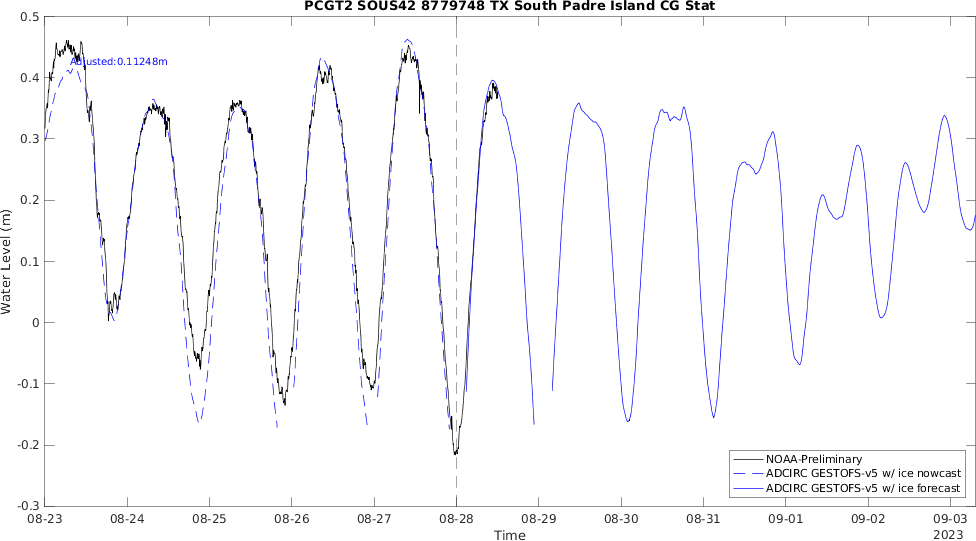 PCGT2 SOUS42 8779748 TX South Padre Island CG Stat
Water Level (m)
0.5
0.4
0.3
0.2
0.1
0
-0.1
-0.2
-0.3
Adjusted:0.11248m
NOAA-Preliminary
ADCIRC GESTOFS-v5 w/ ice nowcast
ADCIRC GESTOFS-v5 w/ ice forecast
08-23 08-24 08-25 08-26 08-27 08-28 08-29 08-30 08-31 09-01 09-02 09-03
Time
2023